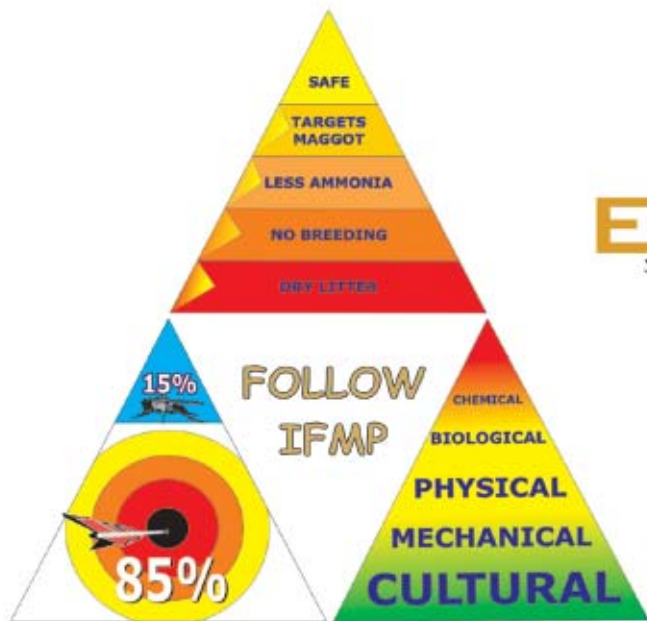 SAFE
TARGETS
MAGGOT
LESS AMMONIA
NO BREEDING
DRY LITTER
E
15%
FOLLOW
IFMP
85%
CHEMICAL
BIOLOGICAL
PHYSICAL
MECHANICAL
CULTURAL